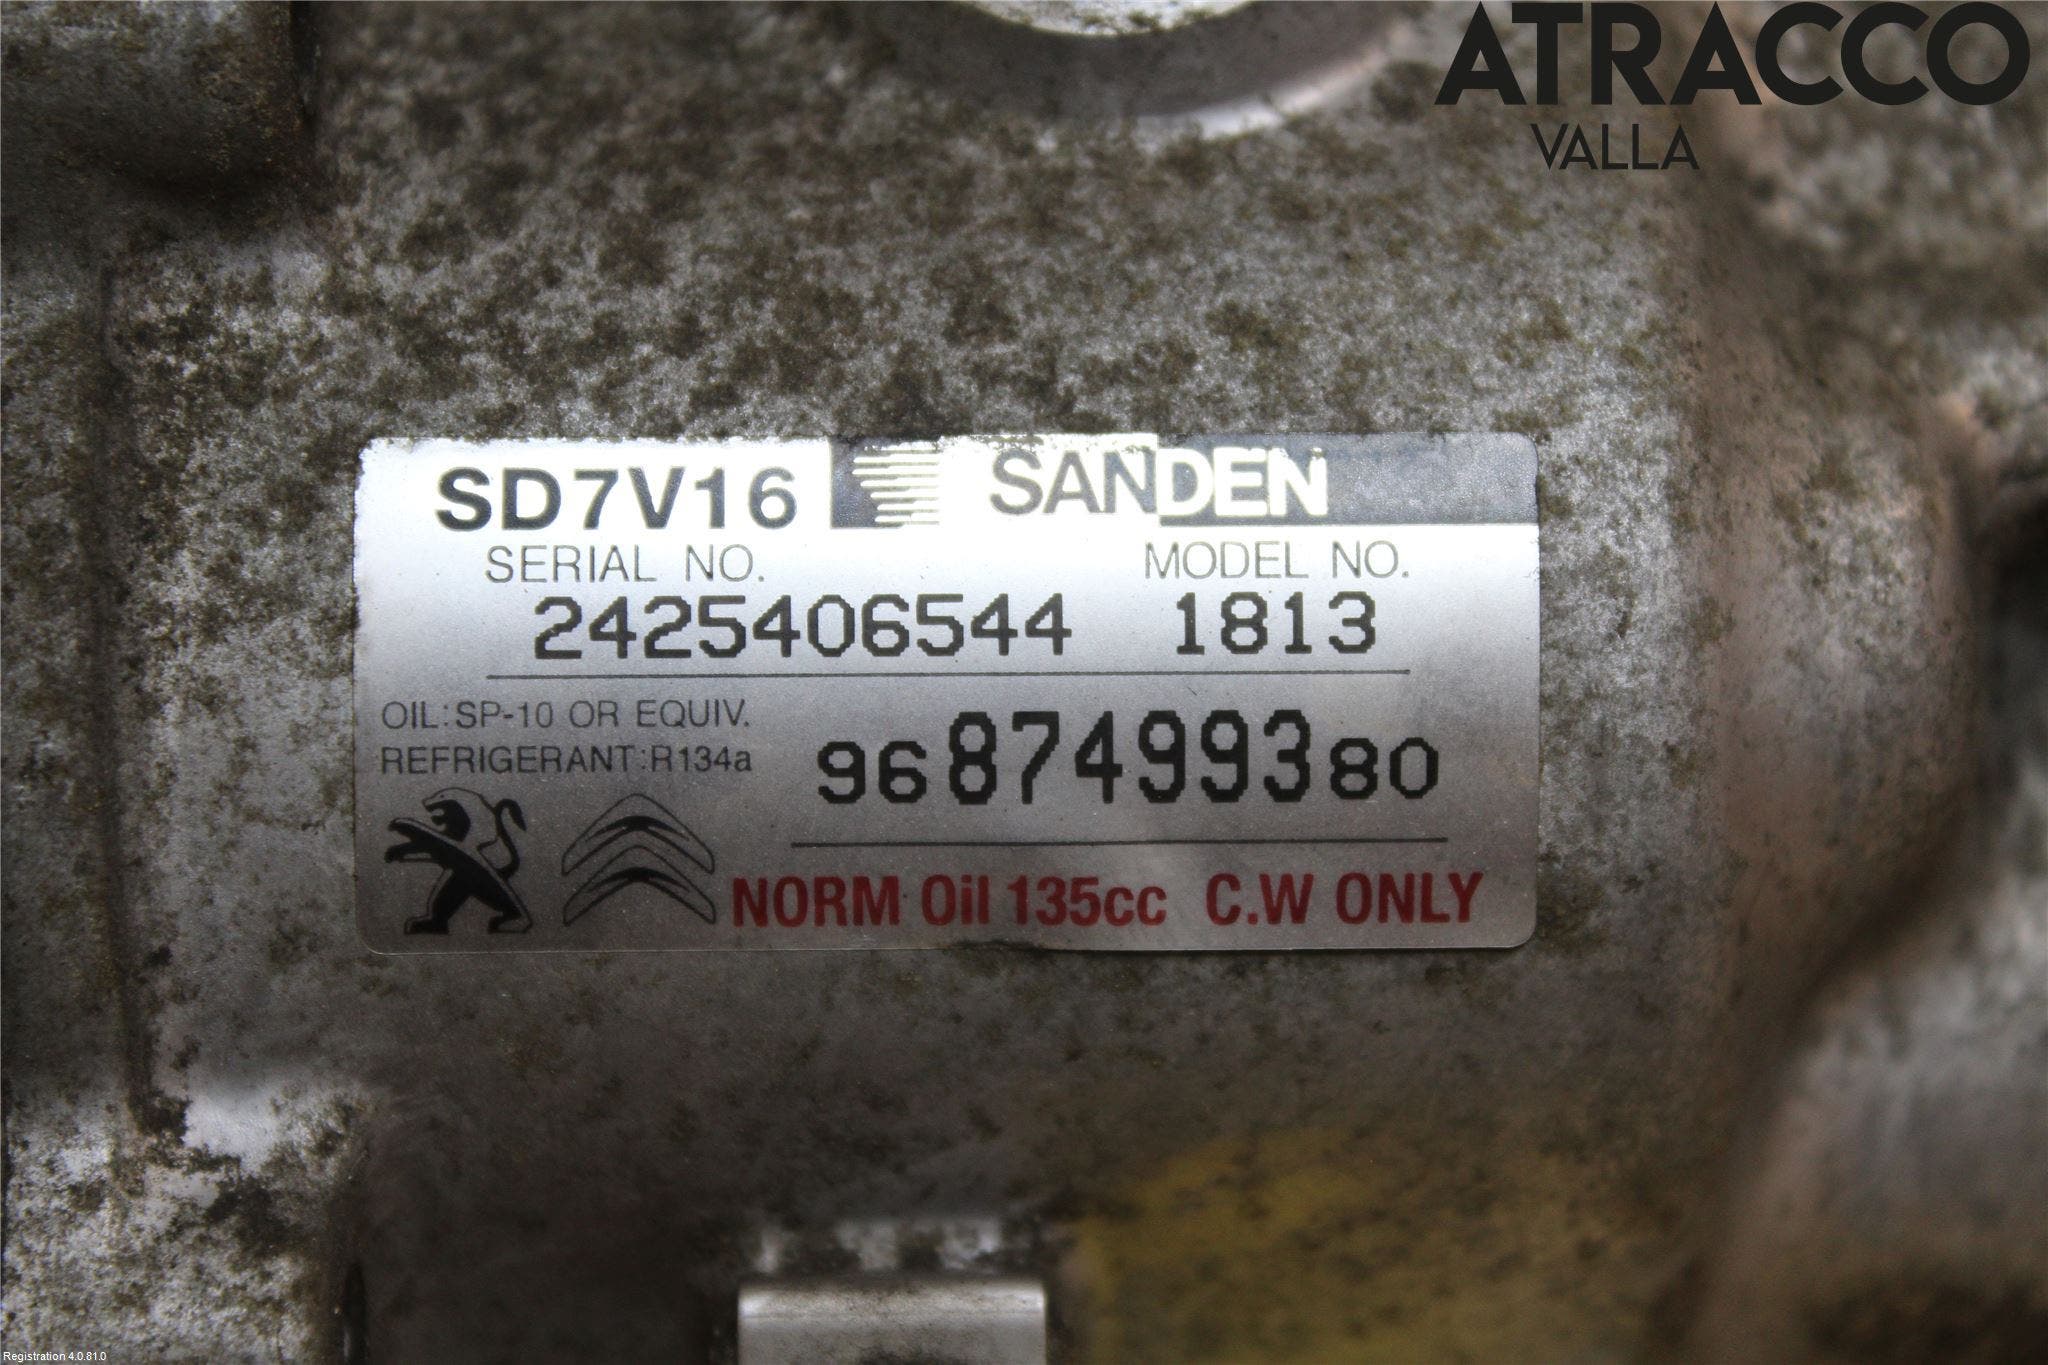 ATRACCO
VALLA
SD7V16 SANDEN
SERIAL NO. MODEL NO.
2425406544 1813
OIL:SP-10 OR EQUIV.
REFRIGERANT:R134a
9687499380
NORM Oil 135cc C.W ONLY
Registration 4.0.81.0